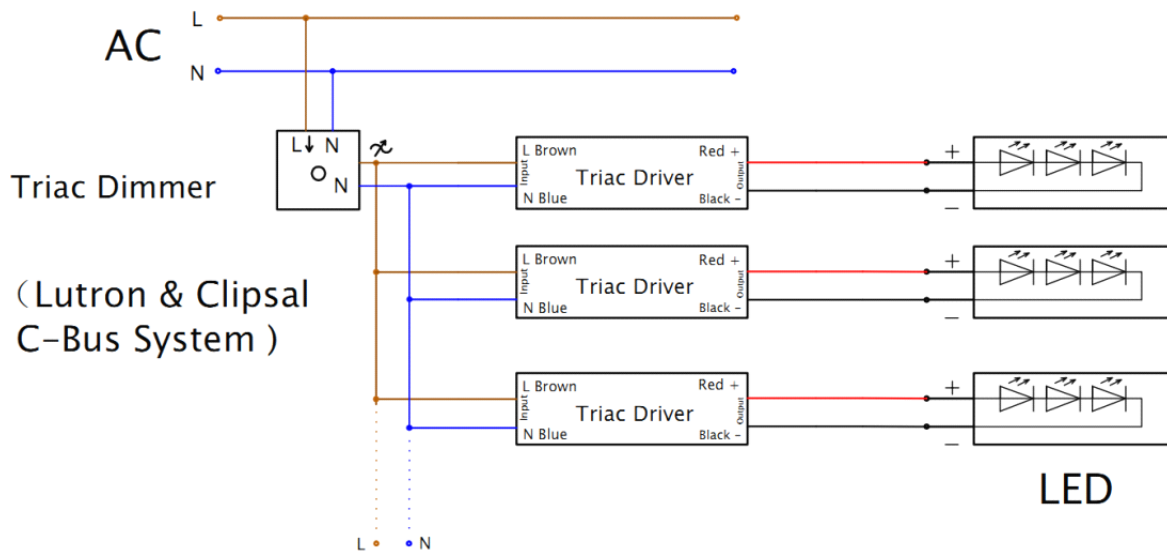 L
AC
N
L N
N
Triac Dimmer
（Lutron & Clipsal
C-Bus System )
L Brown
Input
N Blue
Triac Driver
Red +
Output
Black -
+
−
L Brown
Input
N Blue
Triac Driver
Red +
Output
Black -
+
−
L Brown
Input
N Blue
Triac Driver
Red +
Output
Black -
+
−
LED
L
N